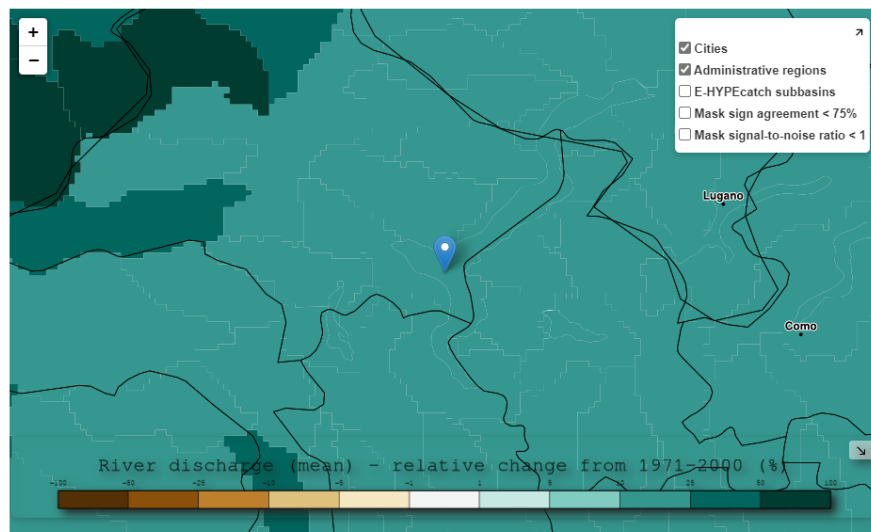 +
−
Cities
Administrative regions
E-HYPEcatch subbasins
Mask sign agreement < 75%
Mask signal-to-noise ratio < 1
Lugano
Como
River discharge (mean) - relative change from 1971-2000 (%)
-100 -50 -25 -10 -5 -1 1 5 10 25 50 100